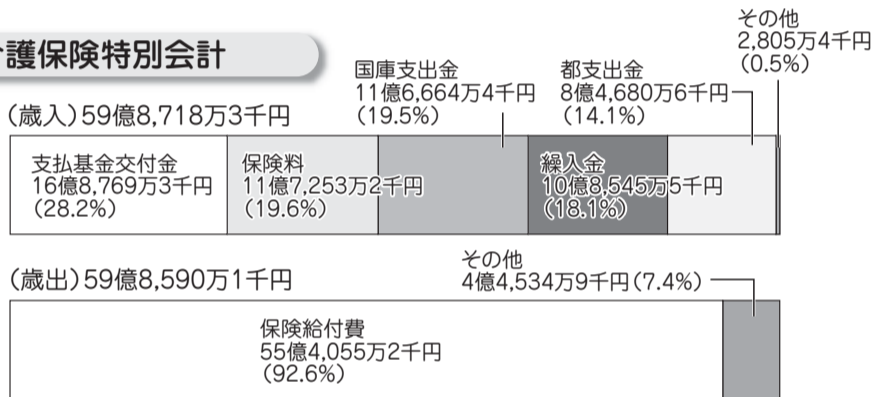 護保険特別会計
(歳入)59億8,718万3千円
国庫支出金
11億6,664万4千円
(19.5%)
都支出金
8億4,680万6千円
(14.1%)
その他
2,805万4千円
(0.5%)
支払基金交付金
16億8,769万3千円
(28.2%)
保険料
11億7,253万2千円
(19.6%)
繰入金
10億8,545万5千円
(18.1%)
(歳出)59億8,590万1千円
その他
4億4,534万9千円(7.4%)
保険給付費
55億4,055万2千円
(92.6%)